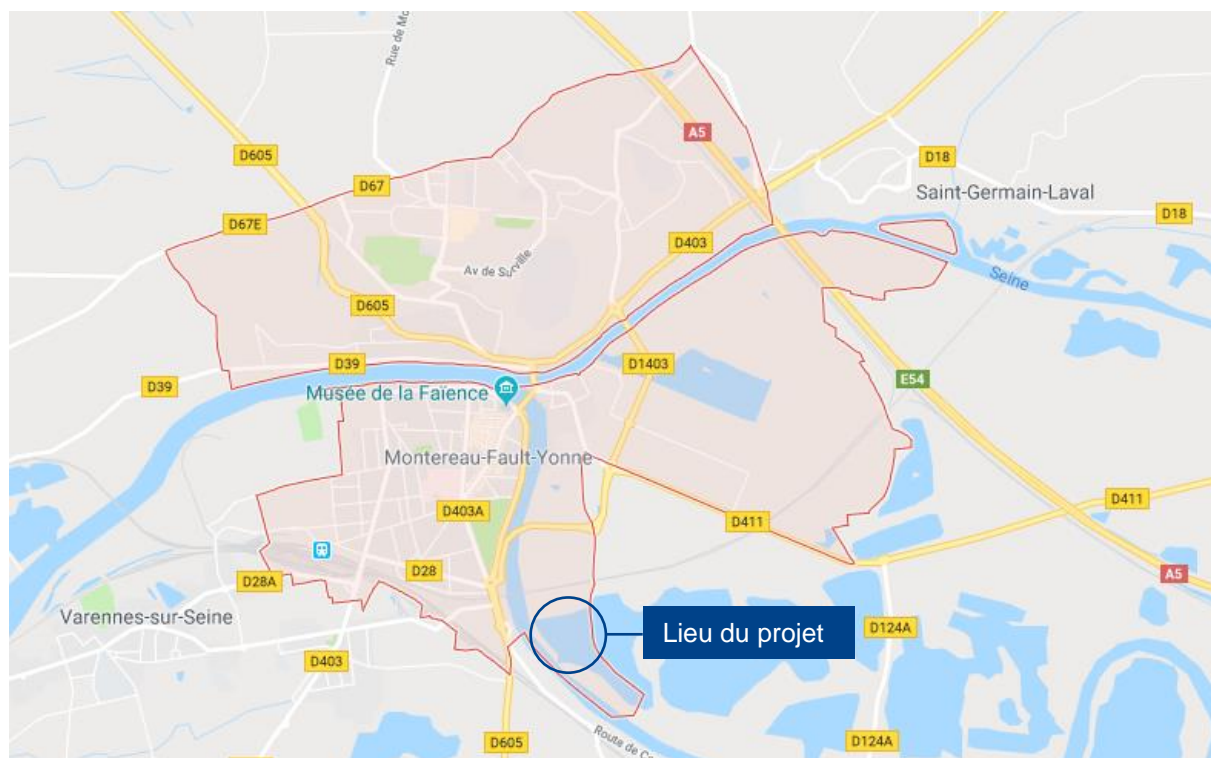 Rue de Mo
D605
A5
D18
D67
Saint-Germain-Laval
D18
D67E
D403
Av de Surville
Seine
D605
D39
D1403
D39
E54
Musée de la Faïence
Montereau-Fault-Yonne
D403A
D411
D411
D28
D28A
A5
Varennes-sur-Seine
Lieu du projet
D124A
D403
D605
Route de Co
D124A